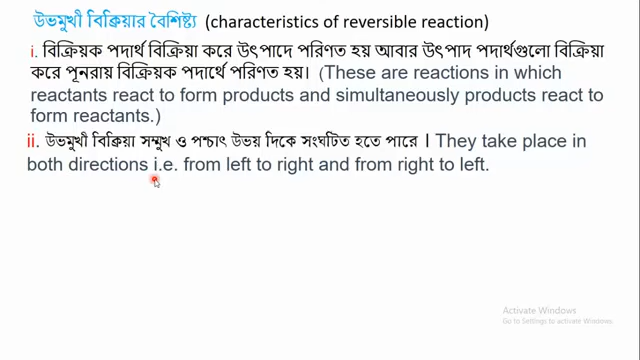 উভমুখী বিক্রিয়ার বৈশিষ্ট্য (characteristics of reversible reaction)
i. বিক্রিয়ক পদার্থ বিক্রিয়া করে উৎপাদে পরিণত হয় আবার উৎপাদ পদার্থগুলো বিক্রিয়া
করে পূনরায় বিক্রিয়ক পদার্থে পরিণত হয়। (These are reactions in which
reactants react to form products and simultaneously products react to
form reactants.)
ii. উভমুখী বিক্রিয়া সম্মুখ ও পশ্চাৎ উভয় দিকে সংঘটিত হতে পারে । They take place in
both directions i.e. from left to right and from right to left.
Activate Windows
Go to Settings to activate Windows.